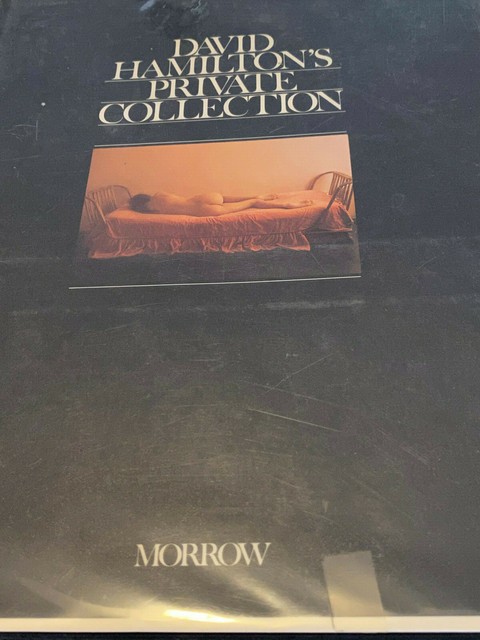 DAVID
HAMILTON'S
PRIVATE
COLLECTION
MORROW